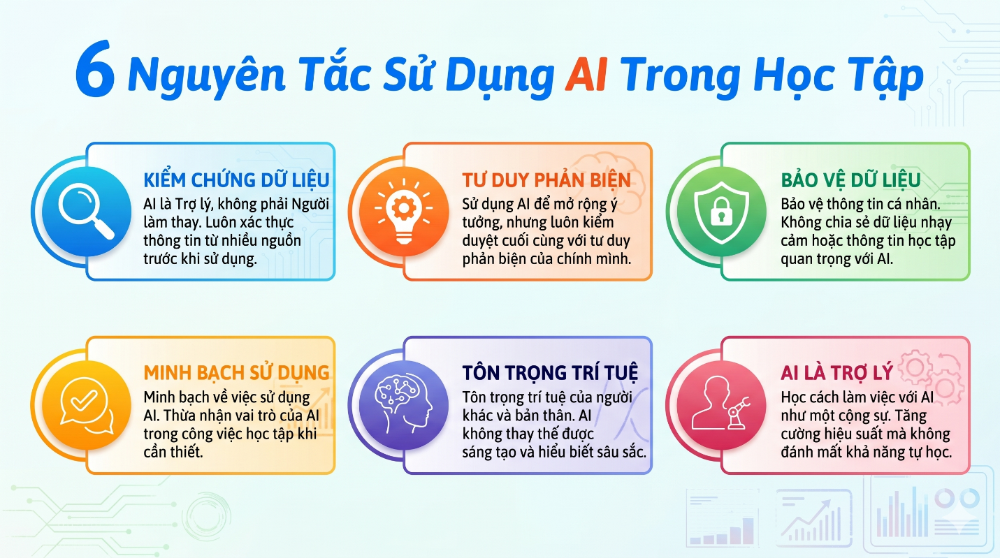 6 Nguyên Tắc Sử Dụng AI Trong Học Tập
KIỂM CHỨNG DỮ LIỆU
AI là Trợ lý, không phải Người
làm thay. Luôn xác thực
thông tin từ nhiều nguồn
trước khi sử dụng.
TƯ DUY PHẢN BIỆN
Sử dụng AI để mở rộng ý
tưởng, nhưng luôn kiểm
duyệt cuối cùng với tư duy
phản biện của chính mình.
BẢO VỆ DỮ LIỆU
Bảo vệ thông tin cá nhân.
Không chia sẻ dữ liệu nhạy
cảm hoặc thông tin học tập
quan trọng với AI.
MINH BẠCH SỬ DỤNG
Minh bạch về việc sử dụng
AI. Thừa nhận vai trò của AI
trong công việc học tập khi
cần thiết.
TÔN TRỌNG TRÍ TUỆ
Tôn trọng trí tuệ của người
khác và bản thân. AI
không thay thế được
sáng tạo và hiểu biết sâu sắc.
AI LÀ TRỢ LÝ
Học cách làm việc với AI
như một cộng sự. Tăng
cường hiệu suất mà không
đánh mất khả năng tự học.